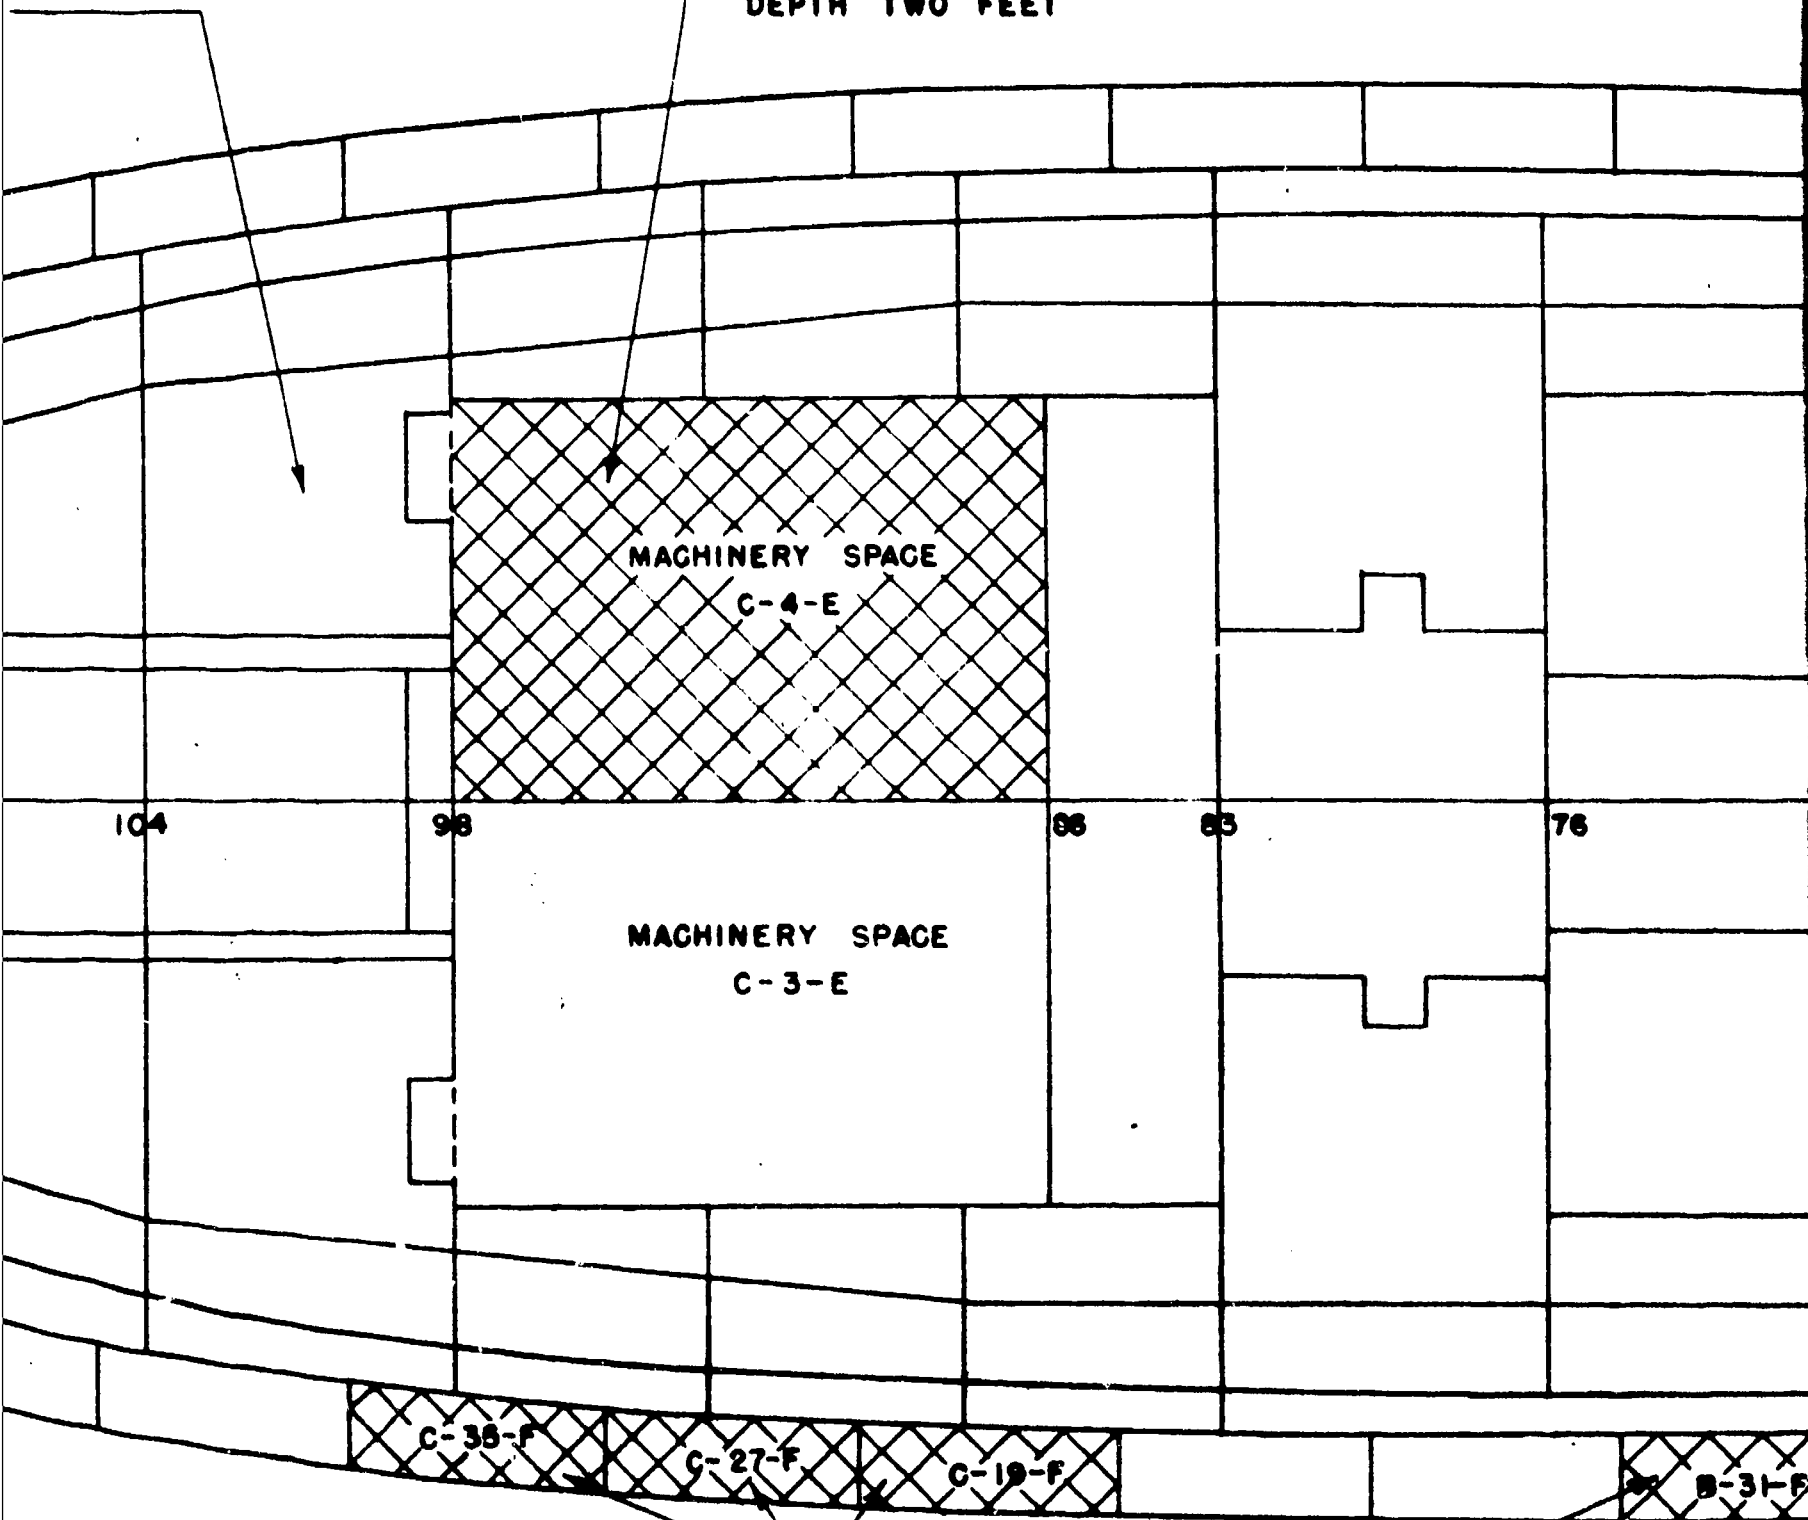 DEPTH TWO FEET
MACHINERY SPACE
C-4-E
104 98 86 83 76
MACHINERY SPACE
C-3-E
C-35-F
C-27-F
C-19-F
B-31-F